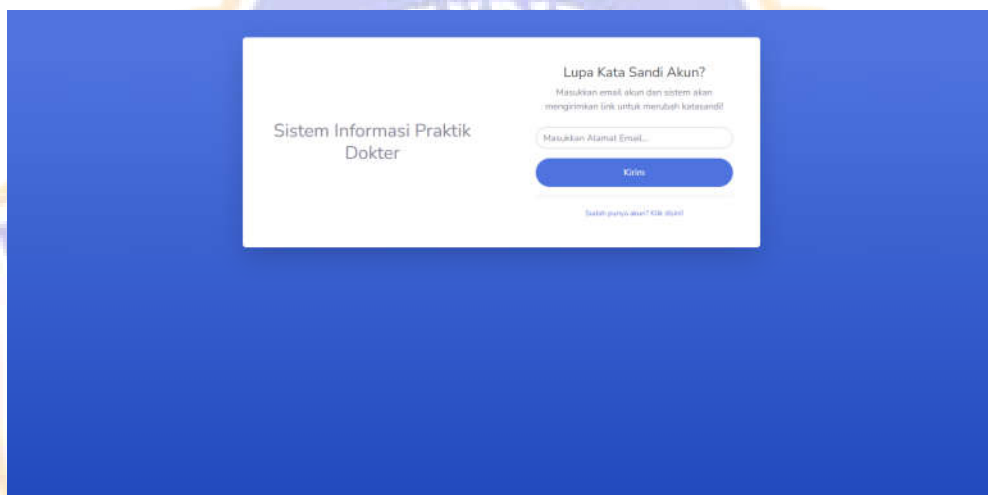 Sistem Informasi Praktik
Dokter
Lupa Kata Sandi Akun?
Masukkan email akun dan sistem akan
mengirimkan link untuk merubah katasandi!
Masukkan Alamat Email...
Kirim
Sudah punya akun? Klik disini!